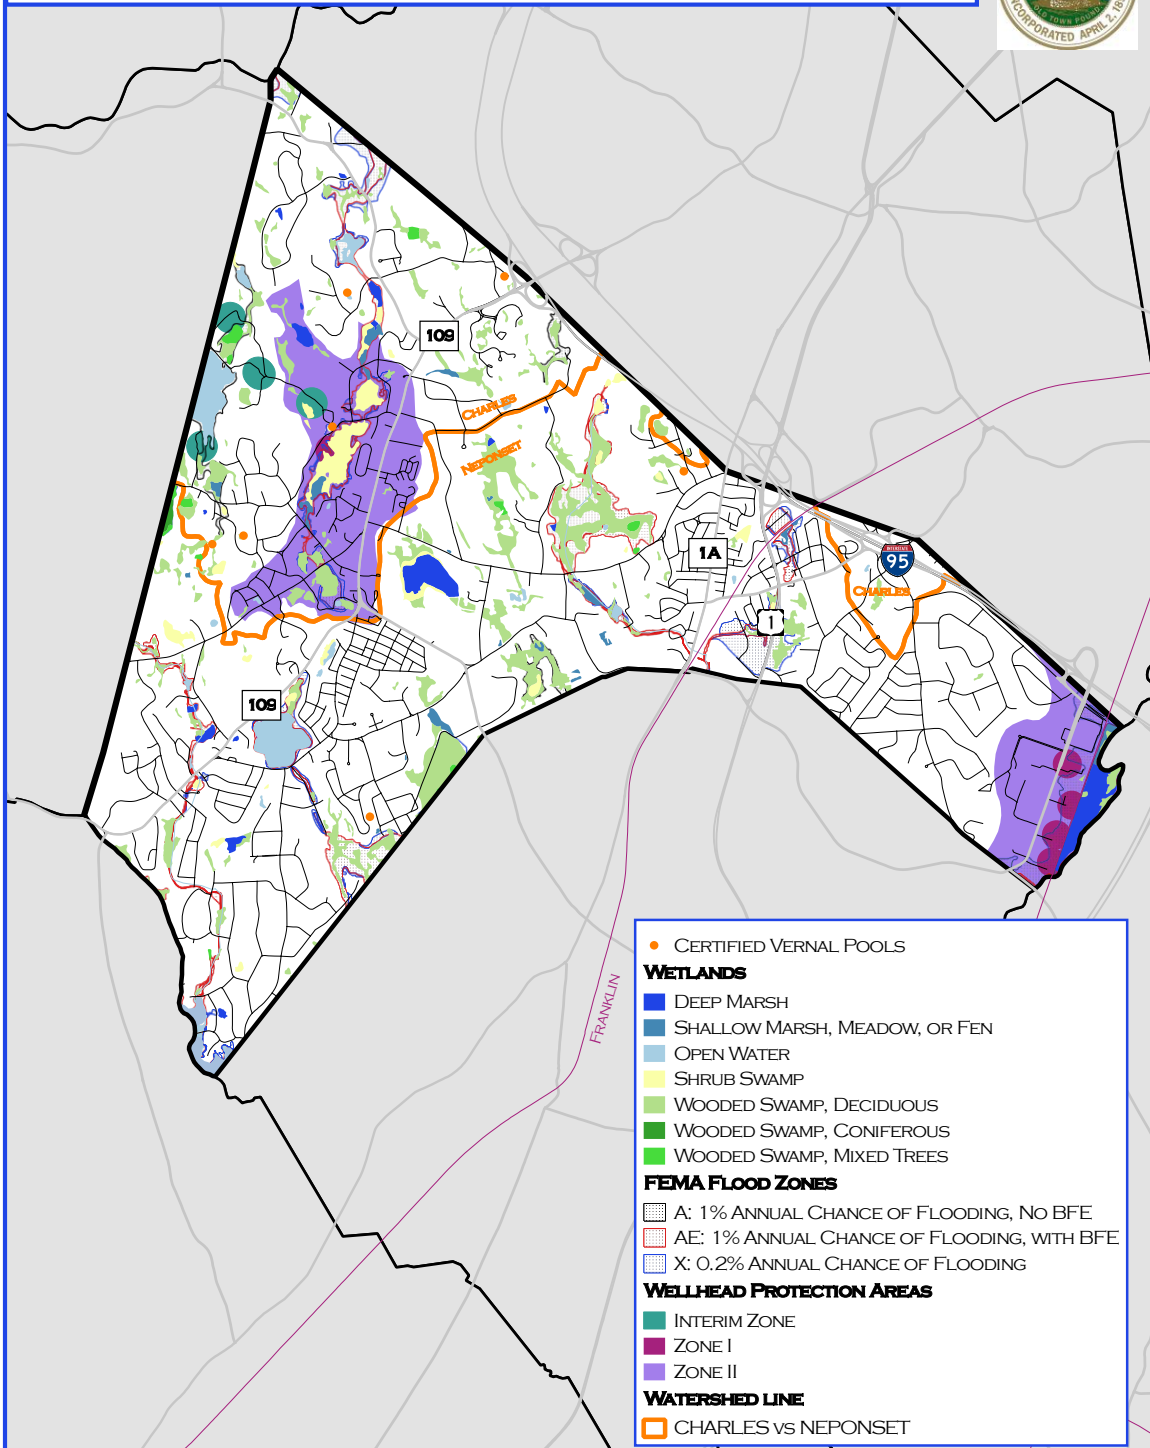 OLD TOWN POUND
INCORPORATED APRIL 2, 18
109
CHARLES
NEPONSET
1A
INTERSTATE
95
CHARLES
1
109
FRANKLIN
CERTIFIED VERNAL POOLS
WETLANDS
DEEP MARSH
SHALLOW MARSH, MEADOW, OR FEN
OPEN WATER
SHRUB SWAMP
WOODED SWAMP, DECIDUOUS
WOODED SWAMP, CONIFEROUS
WOODED SWAMP, MIXED TREES
FEMA FLOOD ZONES
A: 1% ANNUAL CHANCE OF FLOODING, NO BFE
AE: 1% ANNUAL CHANCE OF FLOODING, WITH BFE
X: 0.2% ANNUAL CHANCE OF FLOODING
WELLHEAD PROTECTION AREAS
INTERIM ZONE
ZONE I
ZONE II
WATERSHED LINE
CHARLES VS NEPONSET